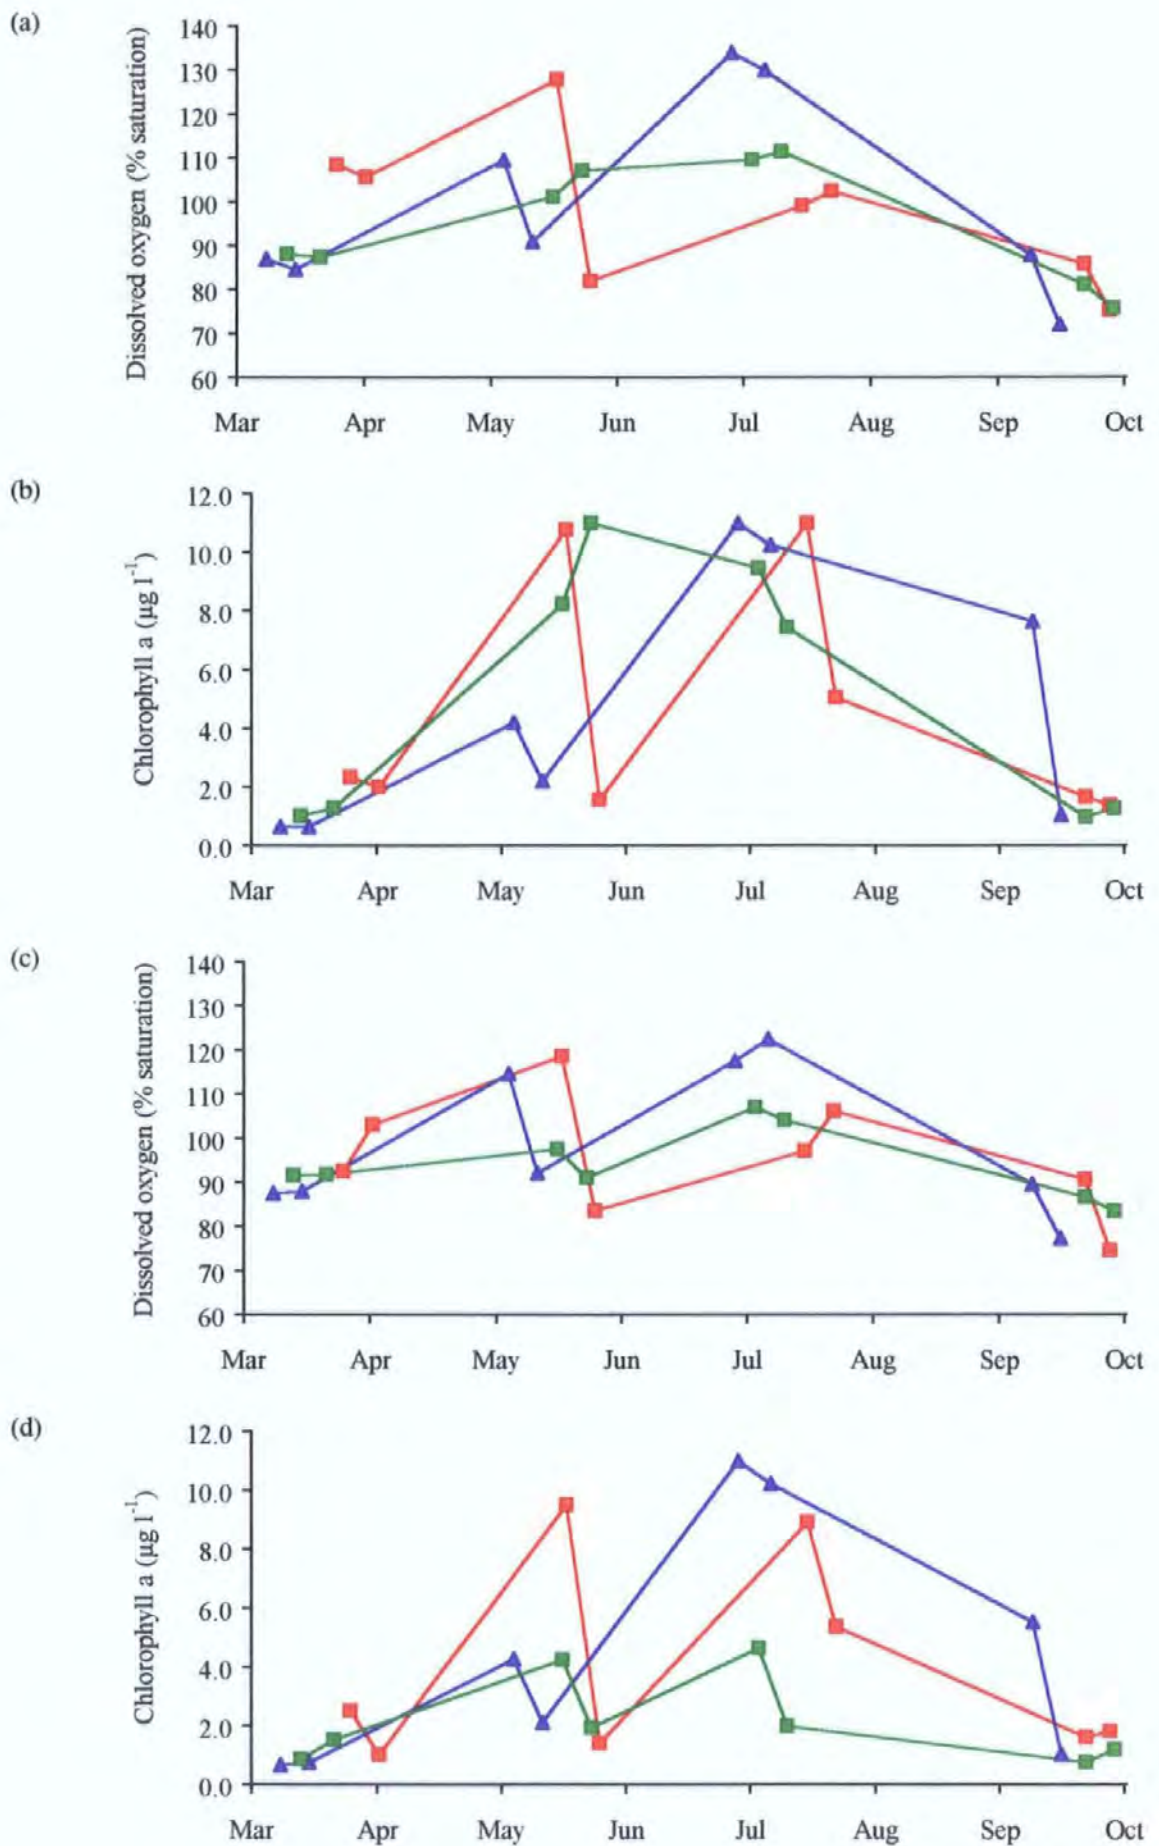 (a)
Dissolved oxygen (% saturation)
140
130
120
110
100
90
80
70
60
Mar Apr May Jun Jul Aug Sep Oct
(b)
Chlorophyll a (µg l⁻¹)
12.0
10.0
8.0
6.0
4.0
2.0
0.0
Mar Apr May Jun Jul Aug Sep Oct
(c)
Dissolved oxygen (% saturation)
140
130
120
110
100
90
80
70
60
Mar Apr May Jun Jul Aug Sep Oct
(d)
Chlorophyll a (µg l⁻¹)
12.0
10.0
8.0
6.0
4.0
2.0
0.0
Mar Apr May Jun Jul Aug Sep Oct